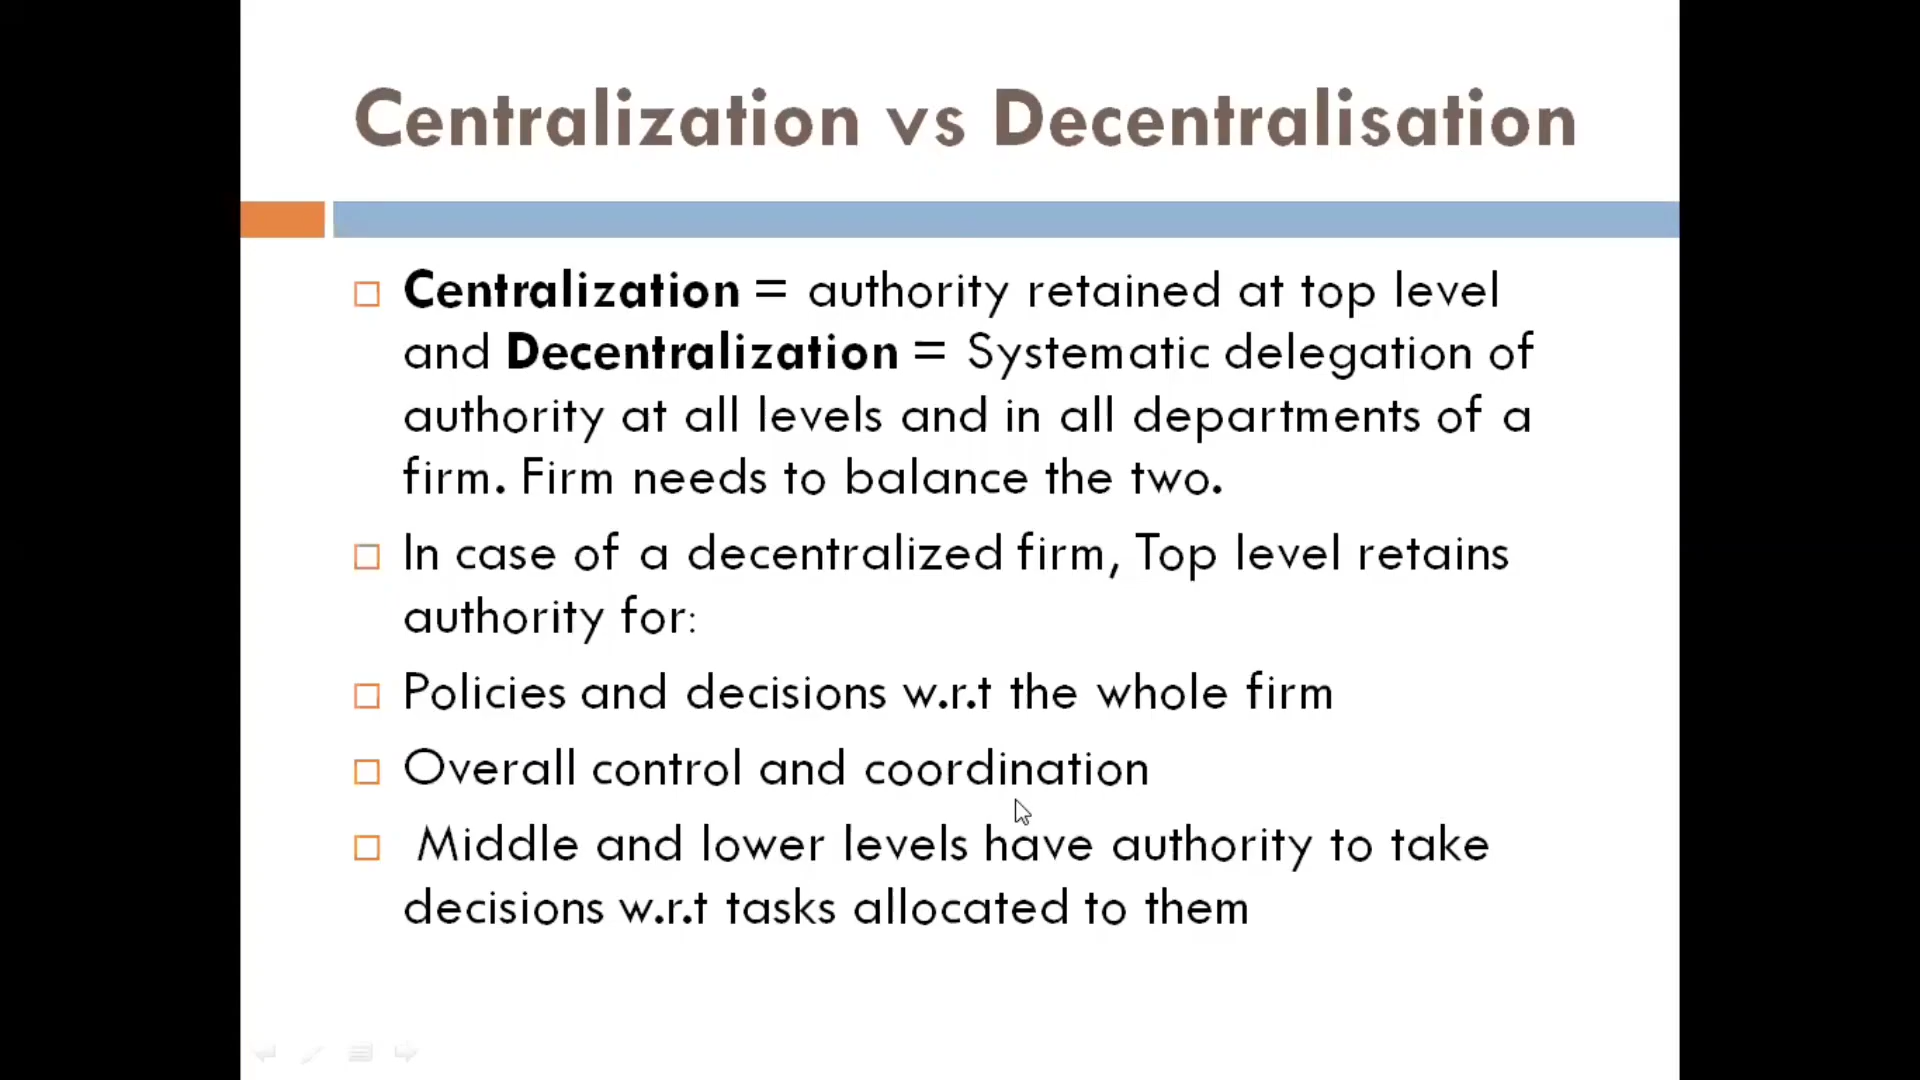 Centralization vs Decentralisation
Centralization = authority retained at top level
and Decentralization = Systematic delegation of
authority at all levels and in all departments of a
firm. Firm needs to balance the two.
In case of a decentralized firm, Top level retains
authority for:
Policies and decisions w.r.t the whole firm
Overall control and coordination
Middle and lower levels have authority to take
decisions w.r.t tasks allocated to them